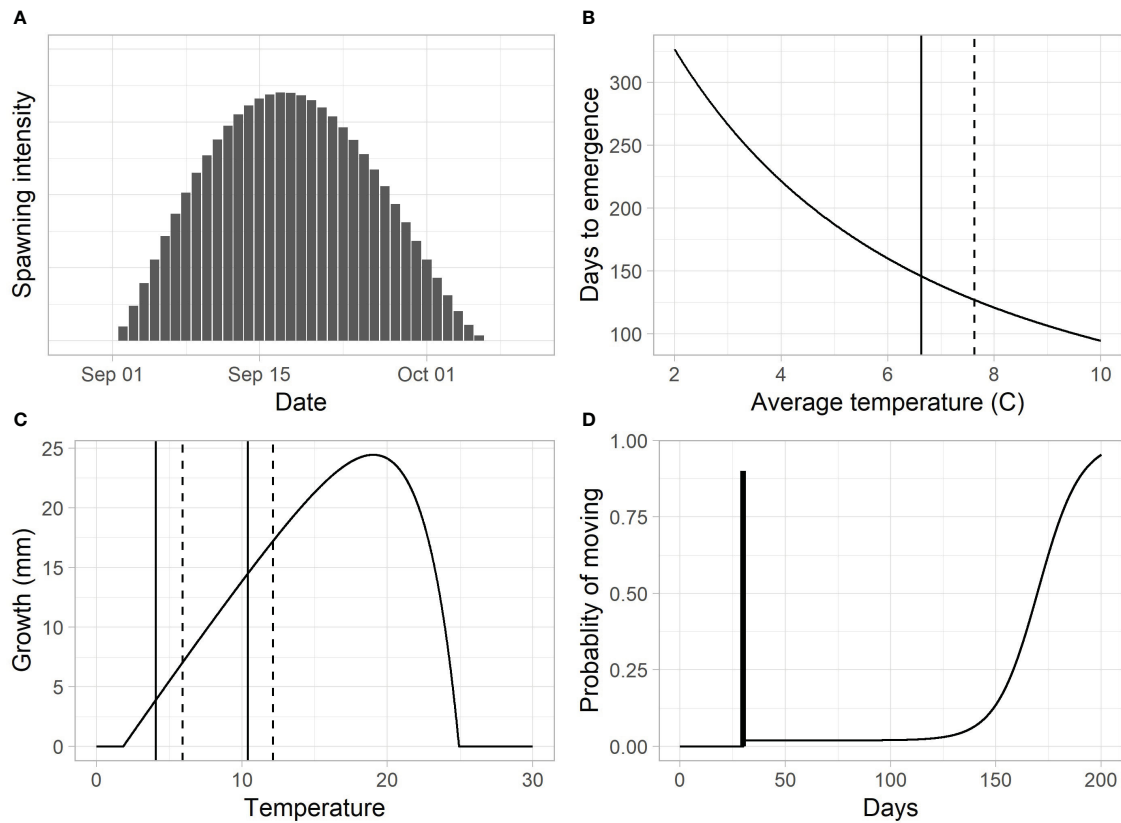 A
Spawning intensity
Sep 01 Sep 15 Oct 01
Date
B
Days to emergence
300
250
200
150
100
2 4 6 8 10
Average temperature (C)
C
Growth (mm)
25
20
15
10
5
0
0 10 20 30
Temperature
D
Probablity of moving
1.00
0.75
0.50
0.25
0.00
0 50 100 150 200
Days